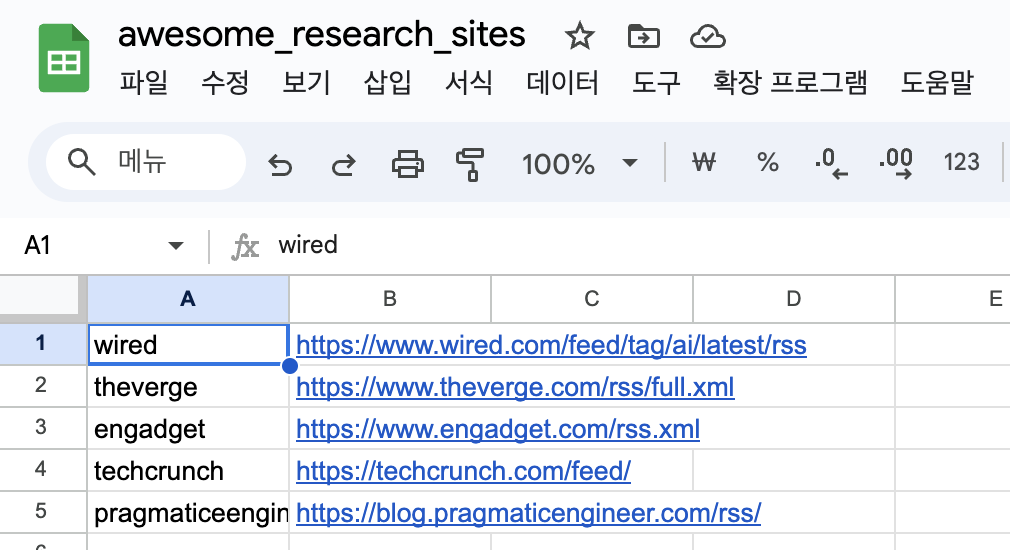 awesome_research_sites
파일 수정 보기 삽입 서식 데이터 도구 확장 프로그램 도움말
메뉴 100% ₩ % .0 .00 123
A1 fx wired
A B C D E
1 wired https://www.wired.com/feed/tag/ai/latest/rss
2 theverge https://www.theverge.com/rss/full.xml
3 engadget https://www.engadget.com/rss.xml
4 techcrunch https://techcrunch.com/feed/
5 pragmaticeengin https://blog.pragmaticengineer.com/rss/